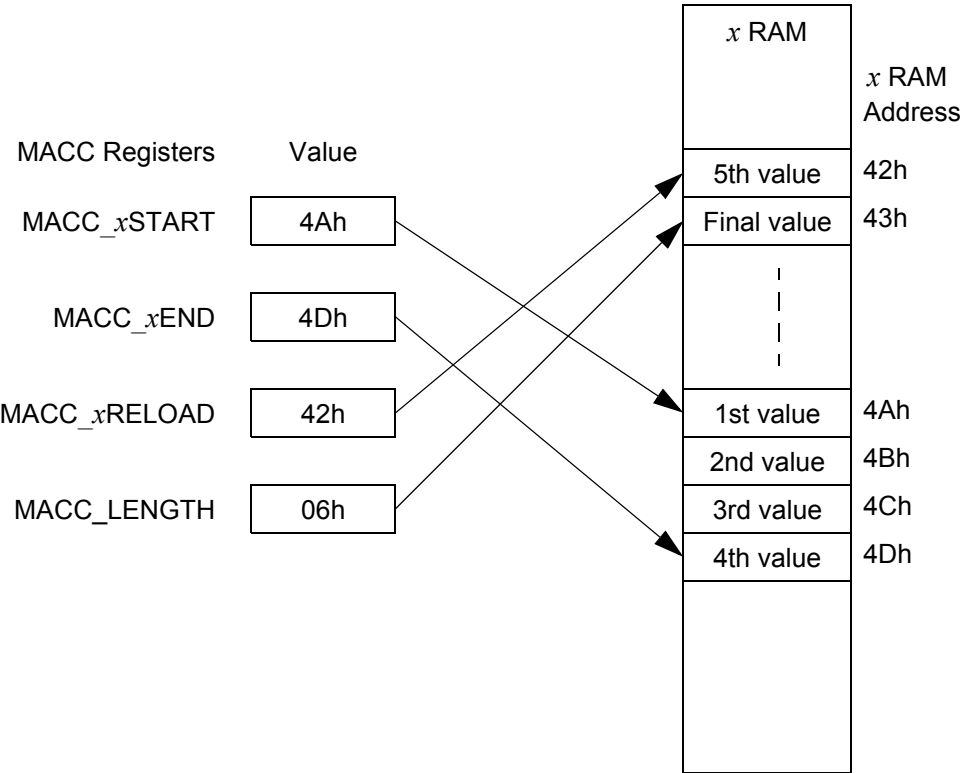 x RAM
x RAM
Address
MACC Registers Value
5th value 42h
MACC_xSTART 4Ah Final value 43h
MACC_xEND 4Dh
MACC_xRELOAD 42h 1st value 4Ah
2nd value 4Bh
MACC_LENGTH 06h 3rd value 4Ch
4th value 4Dh